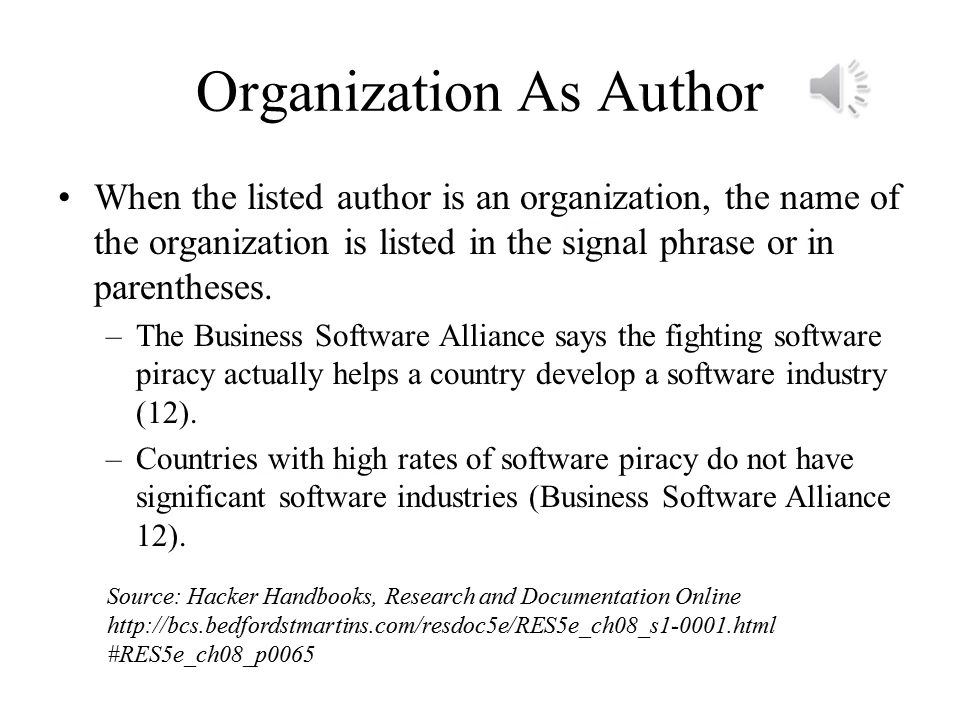 Organization As Author
• When the listed author is an organization, the name of
the organization is listed in the signal phrase or in
parentheses.
– The Business Software Alliance says the fighting software
piracy actually helps a country develop a software industry
(12).
– Countries with high rates of software piracy do not have
significant software industries (Business Software Alliance
12).
Source: Hacker Handbooks, Research and Documentation Online
http://bcs.bedfordstmartins.com/resdoc5e/RES5e_ch08_s1-0001.html
#RES5e_ch08_p0065